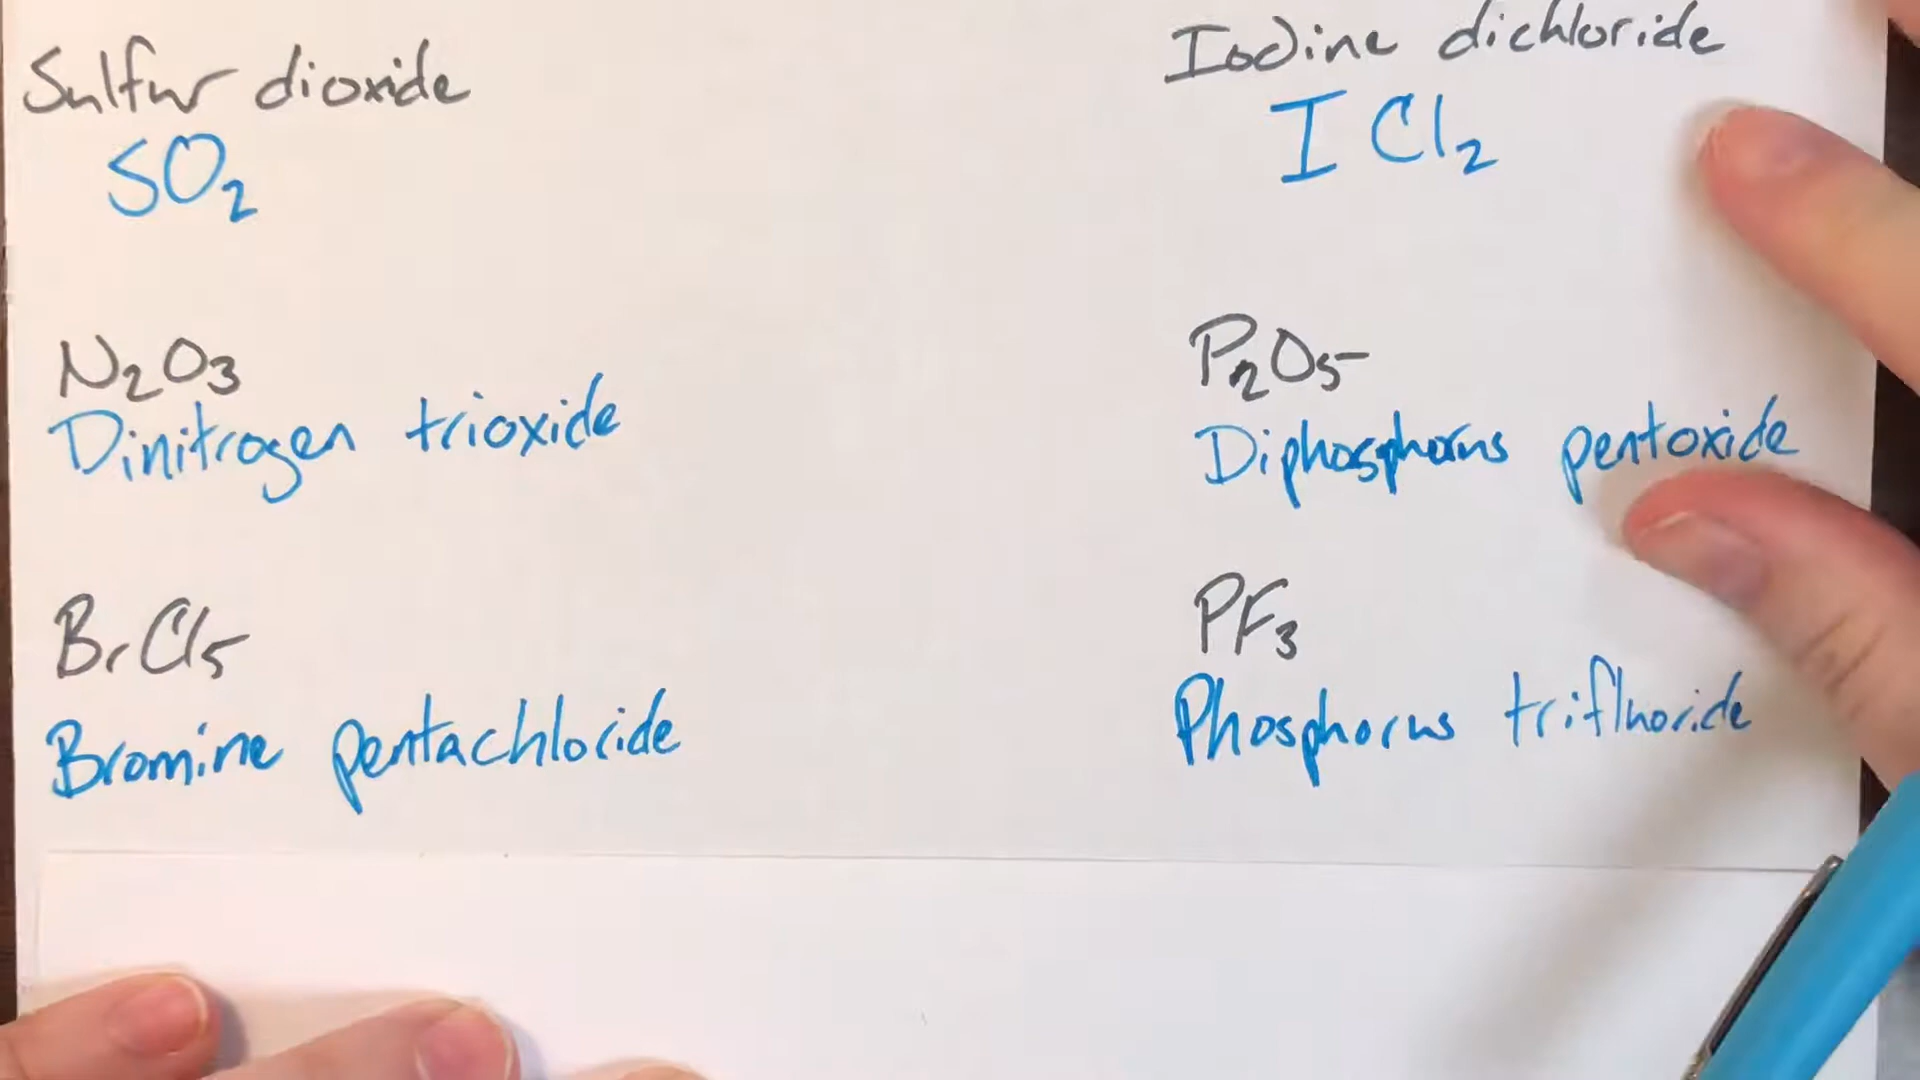 Sulfur dioxide
SO₂
Iodine dichloride
ICl₂
N₂O₃
Dinitrogen trioxide
P₂O₅
Diphosphorus pentoxide
BrCl₅
Bromine pentachloride
PF₃
Phosphorus trifluoride